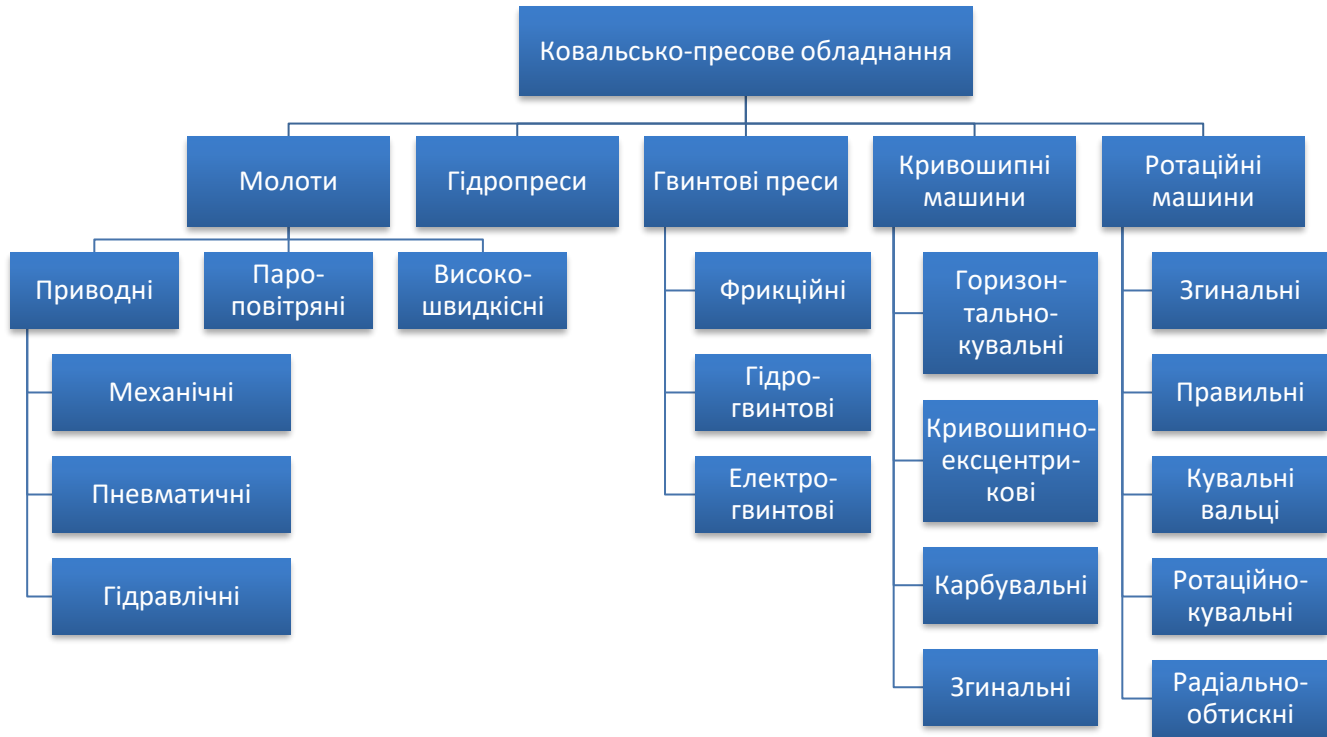 Ковальсько-пресове обладнання
Молоти
Гідропреси
Гвинтові преси
Кривошипні
машини
Ротаційні
машини
Приводні
Паро-
повітряні
Високо-
швидкісні
Механічні
Пневматичні
Гідравлічні
Фрикційні
Гідро-
гвинтові
Електро-
гвинтові
Горизон-
тально-
кувальні
Кривошипно-
ексцентри-
кові
Карбувальні
Згинальні
Згинальні
Правильні
Кувальні
вальці
Ротаційно-
кувальні
Радіально-
обтискні